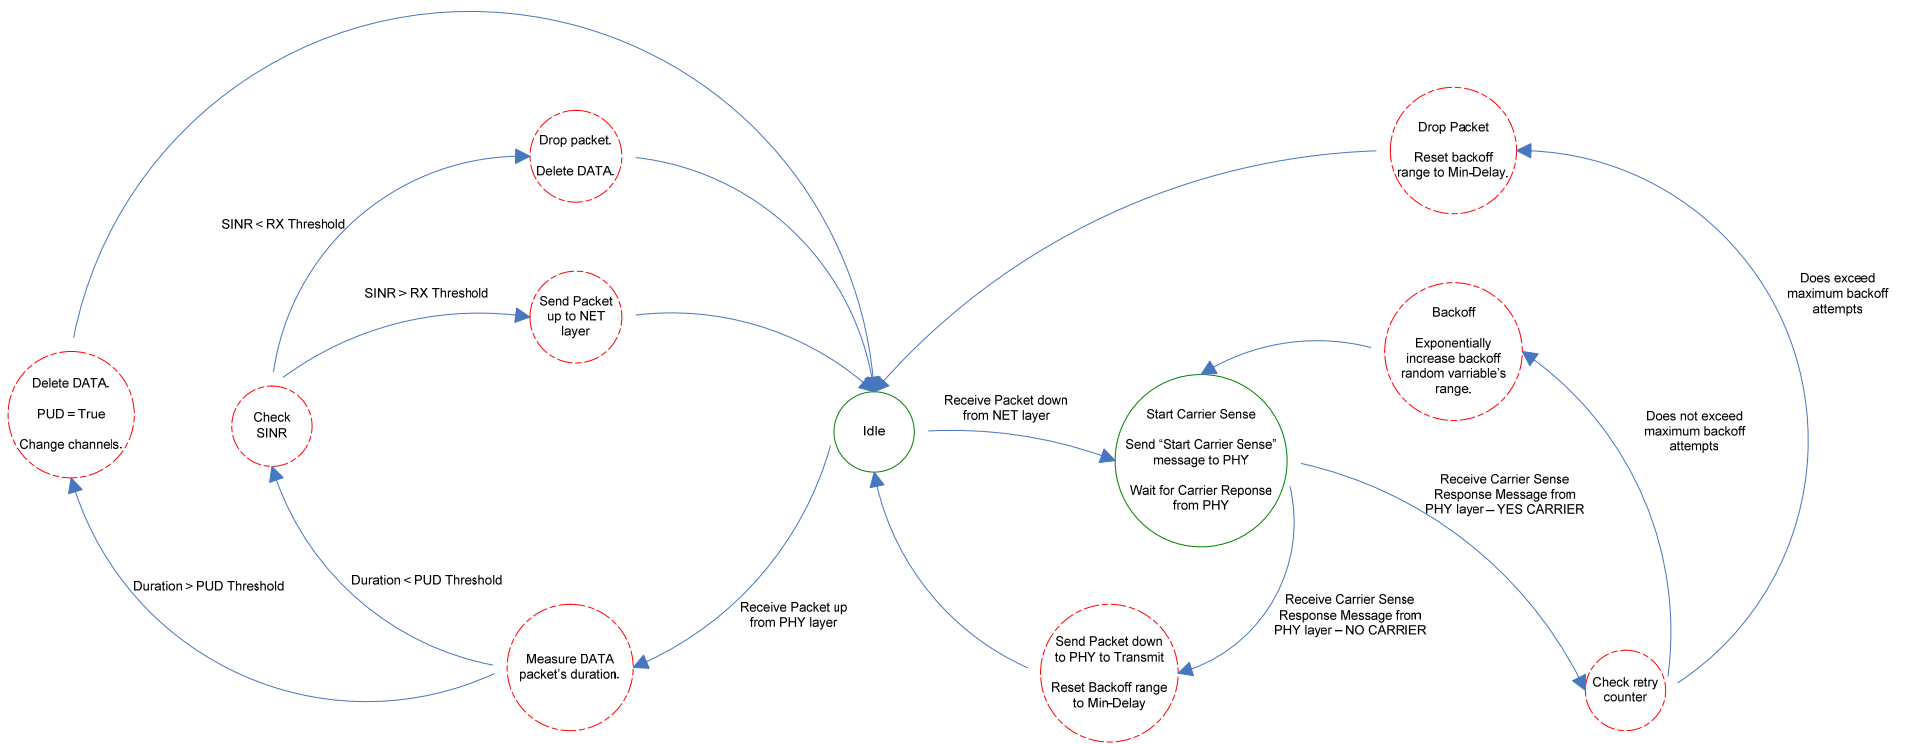 Drop packet.
Delete DATA.
SINR < RX Threshold
SINR > RX Threshold
Send Packet
up to NET
layer
Delete DATA.
PUD = True
Change channels.
Check
SINR
Idle
Duration > PUD Threshold
Duration < PUD Threshold
Measure DATA
packet's duration.
Receive Packet up
from PHY layer
Receive Packet down
from NET layer
Start Carrier Sense
Send "Start Carrier Sense"
message to PHY
Wait for Carrier Reponse
from PHY
Send Packet down
to PHY to Transmit
Reset Backoff range
to Min-Delay
Receive Carrier Sense
Response Message from
PHY layer – NO CARRIER
Receive Carrier Sense
Response Message from
PHY layer – YES CARRIER
Drop Packet
Reset backoff
range to Min-Delay.
Backoff
Exponentially
increase backoff
random varriable's
range.
Does exceed
maximum backoff
attempts
Does not exceed
maximum backoff
attempts
Check retry
counter